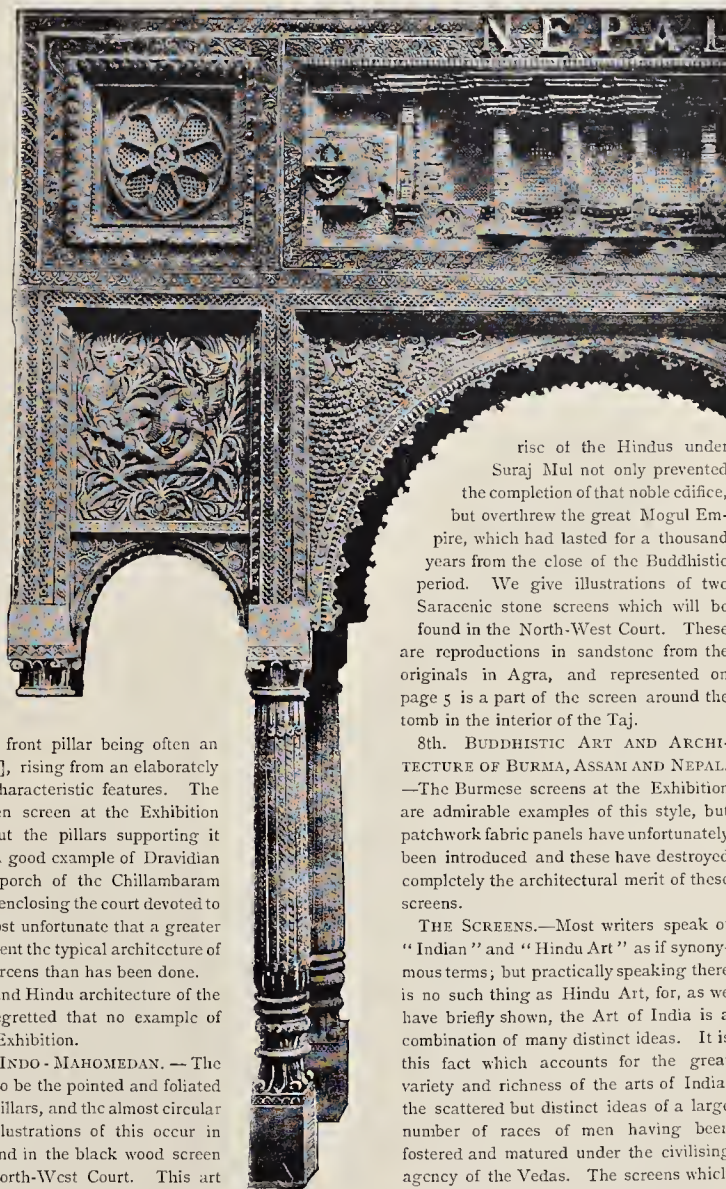 NEPAL
front pillar being often an
], rising from an elaborately
haracteristic features. The
en screen at the Exhibition
ut the pillars supporting it
good example of Dravidian
porch of the Chillambaram
enclosing the court devoted to
ost unfortunate that a greater
ent the typical architecture of
reens than has been done.
nd Hindu architecture of the
egretted that no example of
Exhibition.
INDO-MAHOMEDAN. — The
o be the pointed and foliated
illars, and the almost circular
lustrations of this occur in
nd in the black wood screen
orth-West Court. This art
rise of the Hindus under
Suraj Mul not only prevented
the completion of that noble edifice,
but overthrew the great Mogul Em-
pire, which had lasted for a thousand
years from the close of the Buddhistic
period. We give illustrations of two
Saracenic stone screens which will be
found in the North-West Court. These
are reproductions in sandstone from the
originals in Agra, and represented on
page 5 is a part of the screen around the
tomb in the interior of the Taj.
8th. BUDDHISTIC ART AND ARCHI-
TECTURE OF BURMA, ASSAM AND NEPAL.
—The Burmese screens at the Exhibition
are admirable examples of this style, but
patchwork fabric panels have unfortunately
been introduced and these have destroyed
completely the architectural merit of these
screens.
THE SCREENS.—Most writers speak of
"Indian" and "Hindu Art" as if synony-
mous terms; but practically speaking there
is no such thing as Hindu Art, for, as we
have briefly shown, the Art of India is a
combination of many distinct ideas. It is
this fact which accounts for the great
variety and richness of the arts of India
the scattered but distinct ideas of a large
number of races of men having been
fostered and matured under the civilising
agency of the Vedas. The screens which